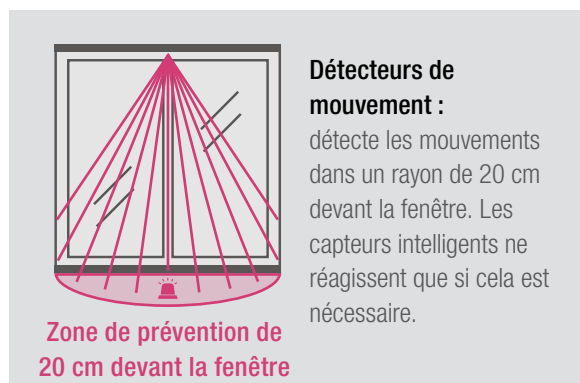 Détecteurs de
mouvement :
détecte les mouvements
dans un rayon de 20 cm
devant la fenêtre. Les
capteurs intelligents ne
réagissent que si cela est
nécessaire.
Zone de prévention de
20 cm devant la fenêtre